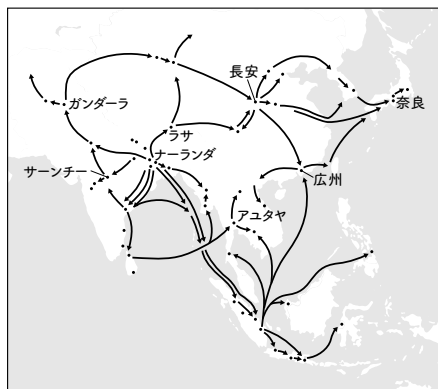 長安
奈良
ガンダーラ
ラサ
ナーランダ
サーンチー
広州
アユタヤ